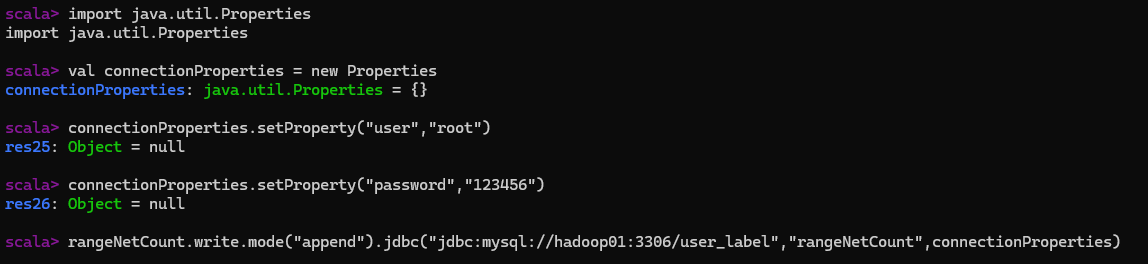 scala> import java.util.Properties
import java.util.Properties
scala> val connectionProperties = new Properties
connectionProperties: java.util.Properties = {}
scala> connectionProperties.setProperty("user","root")
res25: Object = null
scala> connectionProperties.setProperty("password","123456")
res26: Object = null
scala> rangeNetCount.write.mode("append").jdbc("jdbc:mysql://hadoop01:3306/user_label","rangeNetCount",connectionProperties)